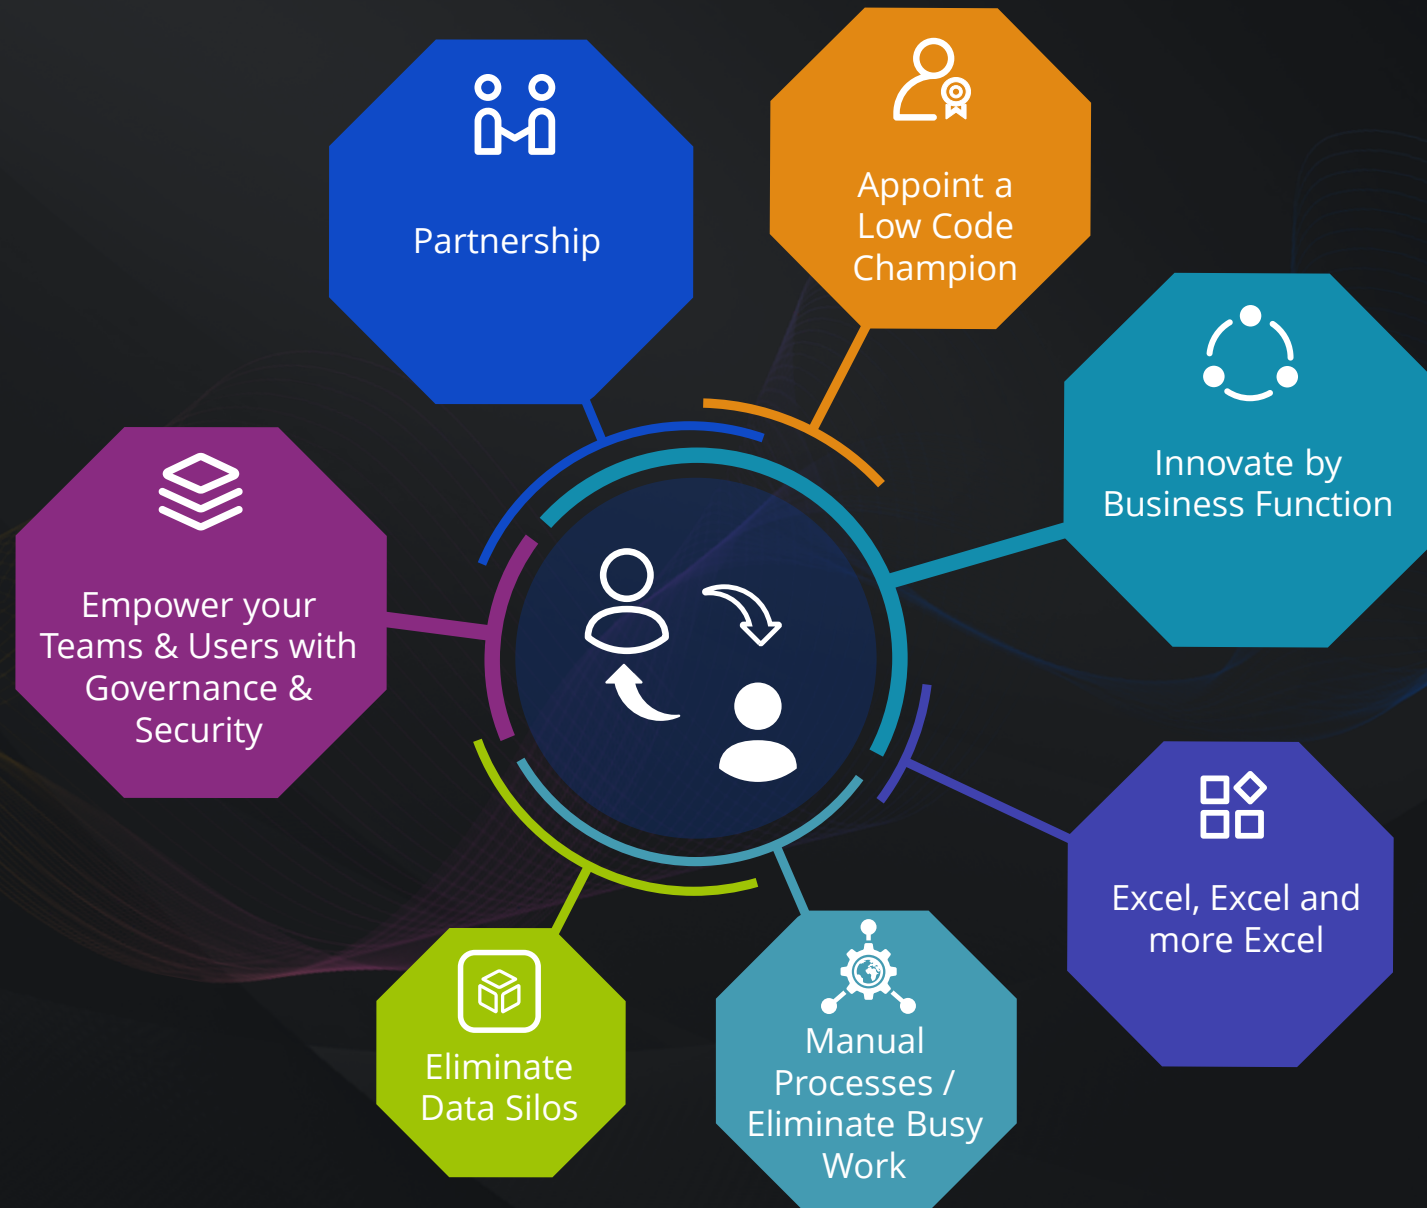 Partnership
Appoint a
Low Code
Champion
Innovate by
Business Function
Empower your
Teams & Users with
Governance &
Security
Excel, Excel and
more Excel
Eliminate
Data Silos
Manual
Processes /
Eliminate Busy
Work